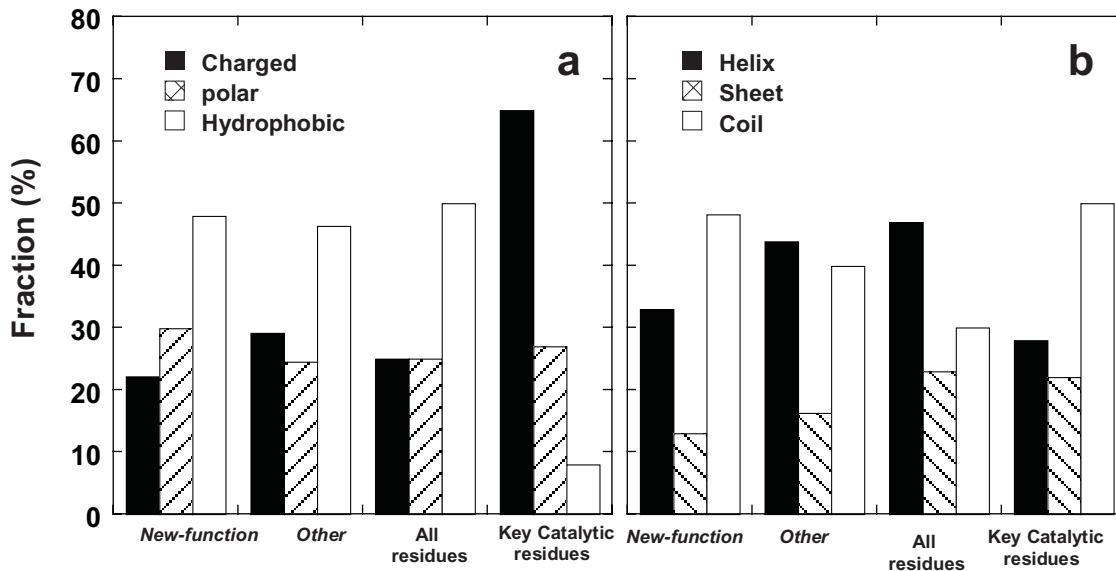 Fraction (%)
80
70
60
50
40
30
20
10
0
a
Charged
polar
Hydrophobic
New-function
Other
All
residues
Key Catalytic
residues
b
Helix
Sheet
Coil
New-function
Other
All
residues
Key Catalytic
residues